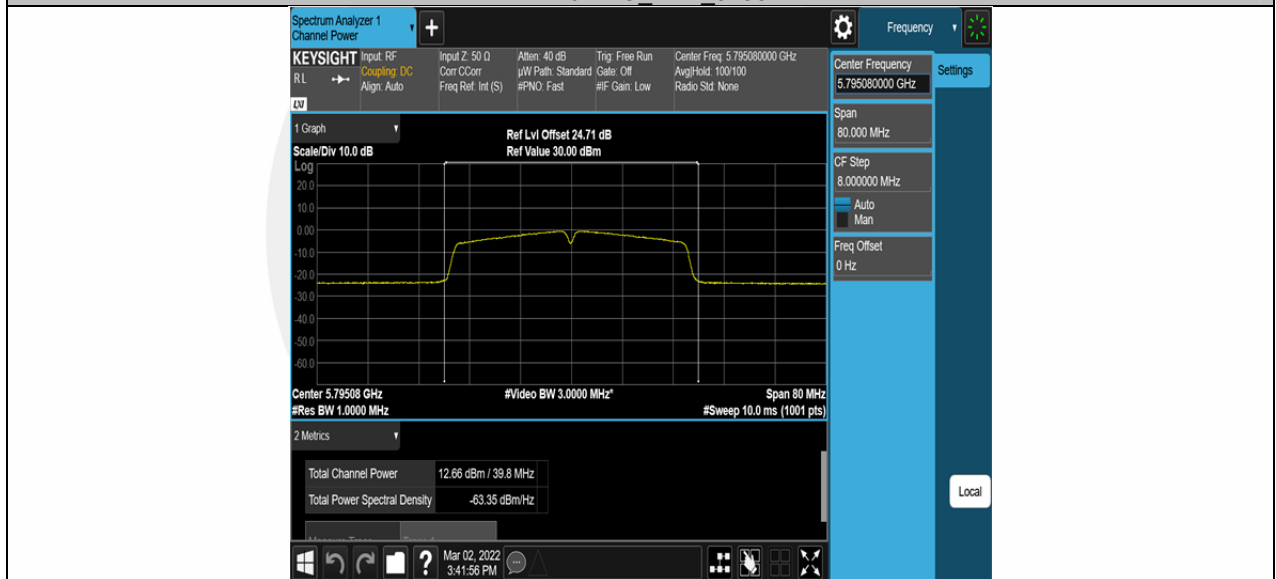 Spectrum Analyzer 1
Channel Power
+
Frequency
KEYSIGHT
RL
LXI
Input: RF
Coupling: DC
Align: Auto
Input Z: 50 Ω
Corr CCorr
Freq Ref: Int (S)
Atten: 40 dB
µW Path: Standard
#PNO: Fast
Trig: Free Run
Gate: Off
#IF Gain: Low
Center Freq: 5.795080000 GHz
Avg|Hold: 100/100
Radio Std: None
Center Frequency
5.795080000 GHz
Settings
Span
80.000 MHz
CF Step
8.000000 MHz
Auto
Man
Freq Offset
0 Hz
1 Graph
Scale/Div 10.0 dB
Ref Lvl Offset 24.71 dB
Ref Value 30.00 dBm
Log
20.0
10.0
0.00
-10.0
-20.0
-30.0
-40.0
-50.0
-60.0
Center 5.79508 GHz
#Video BW 3.0000 MHz*
Span 80 MHz
#Res BW 1.0000 MHz
#Sweep 10.0 ms (1001 pts)
2 Metrics
Total Channel Power 12.66 dBm / 39.8 MHz
Total Power Spectral Density -63.35 dBm/Hz
Local
?
Mar 02, 2022
3:41:56 PM